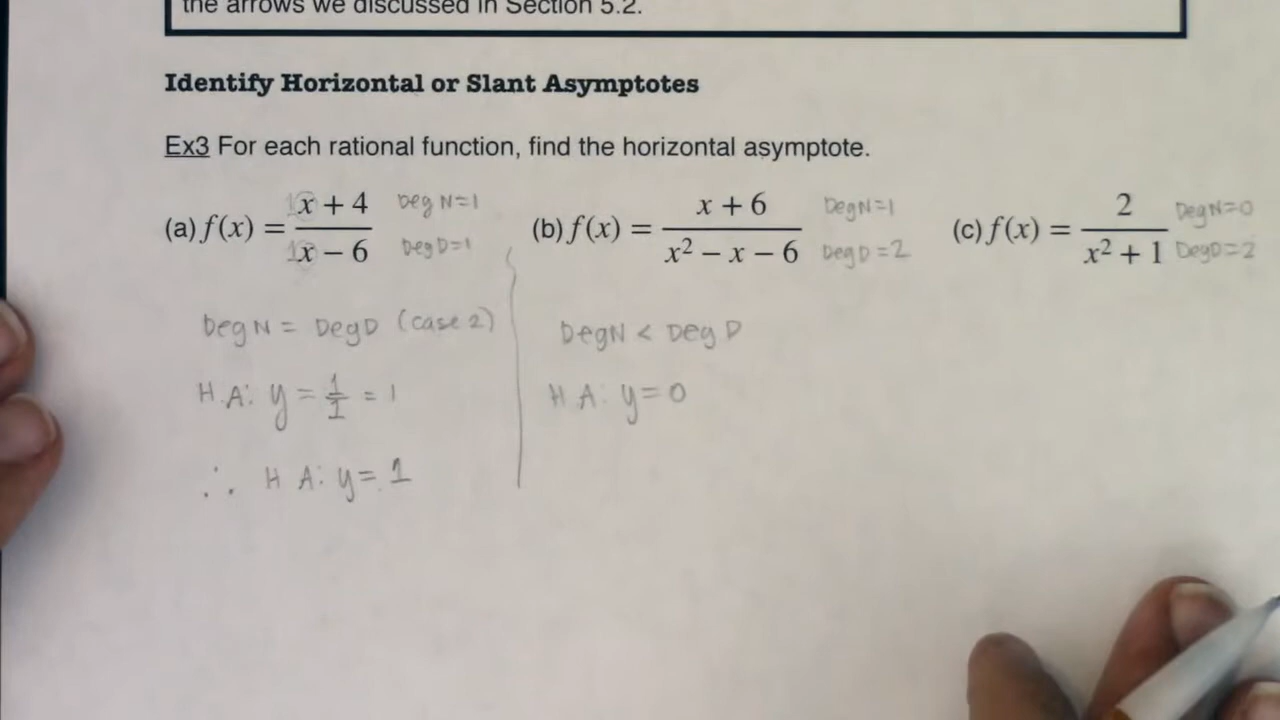 the arrows we discussed in Section 5.2.
Identify Horizontal or Slant Asymptotes
Ex3 For each rational function, find the horizontal asymptote.
(a) f(x) = (1x + 4)/(1x − 6) Deg N=1 Deg D=1
Deg N = Deg D (case 2)
H.A: y = 1/1 = 1
∴ H A: y = 1
(b) f(x) = (x + 6)/(x² − x − 6) Deg N=1 Deg D=2
Deg N < Deg D
H A: y=0
(c) f(x) = 2/(x² + 1) Deg N=0 Deg D=2